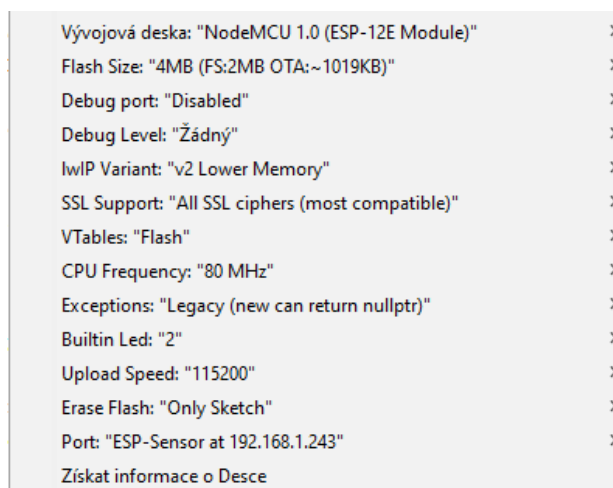 Vývojová deska: "NodeMCU 1.0 (ESP-12E Module)"
Flash Size: "4MB (FS:2MB OTA:~1019KB)"
Debug port: "Disabled"
Debug Level: "Žádný"
lwIP Variant: "v2 Lower Memory"
SSL Support: "All SSL ciphers (most compatible)"
VTables: "Flash"
CPU Frequency: "80 MHz"
Exceptions: "Legacy (new can return nullptr)"
Builtin Led: "2"
Upload Speed: "115200"
Erase Flash: "Only Sketch"
Port: "ESP-Sensor at 192.168.1.243"
Získat informace o Desce